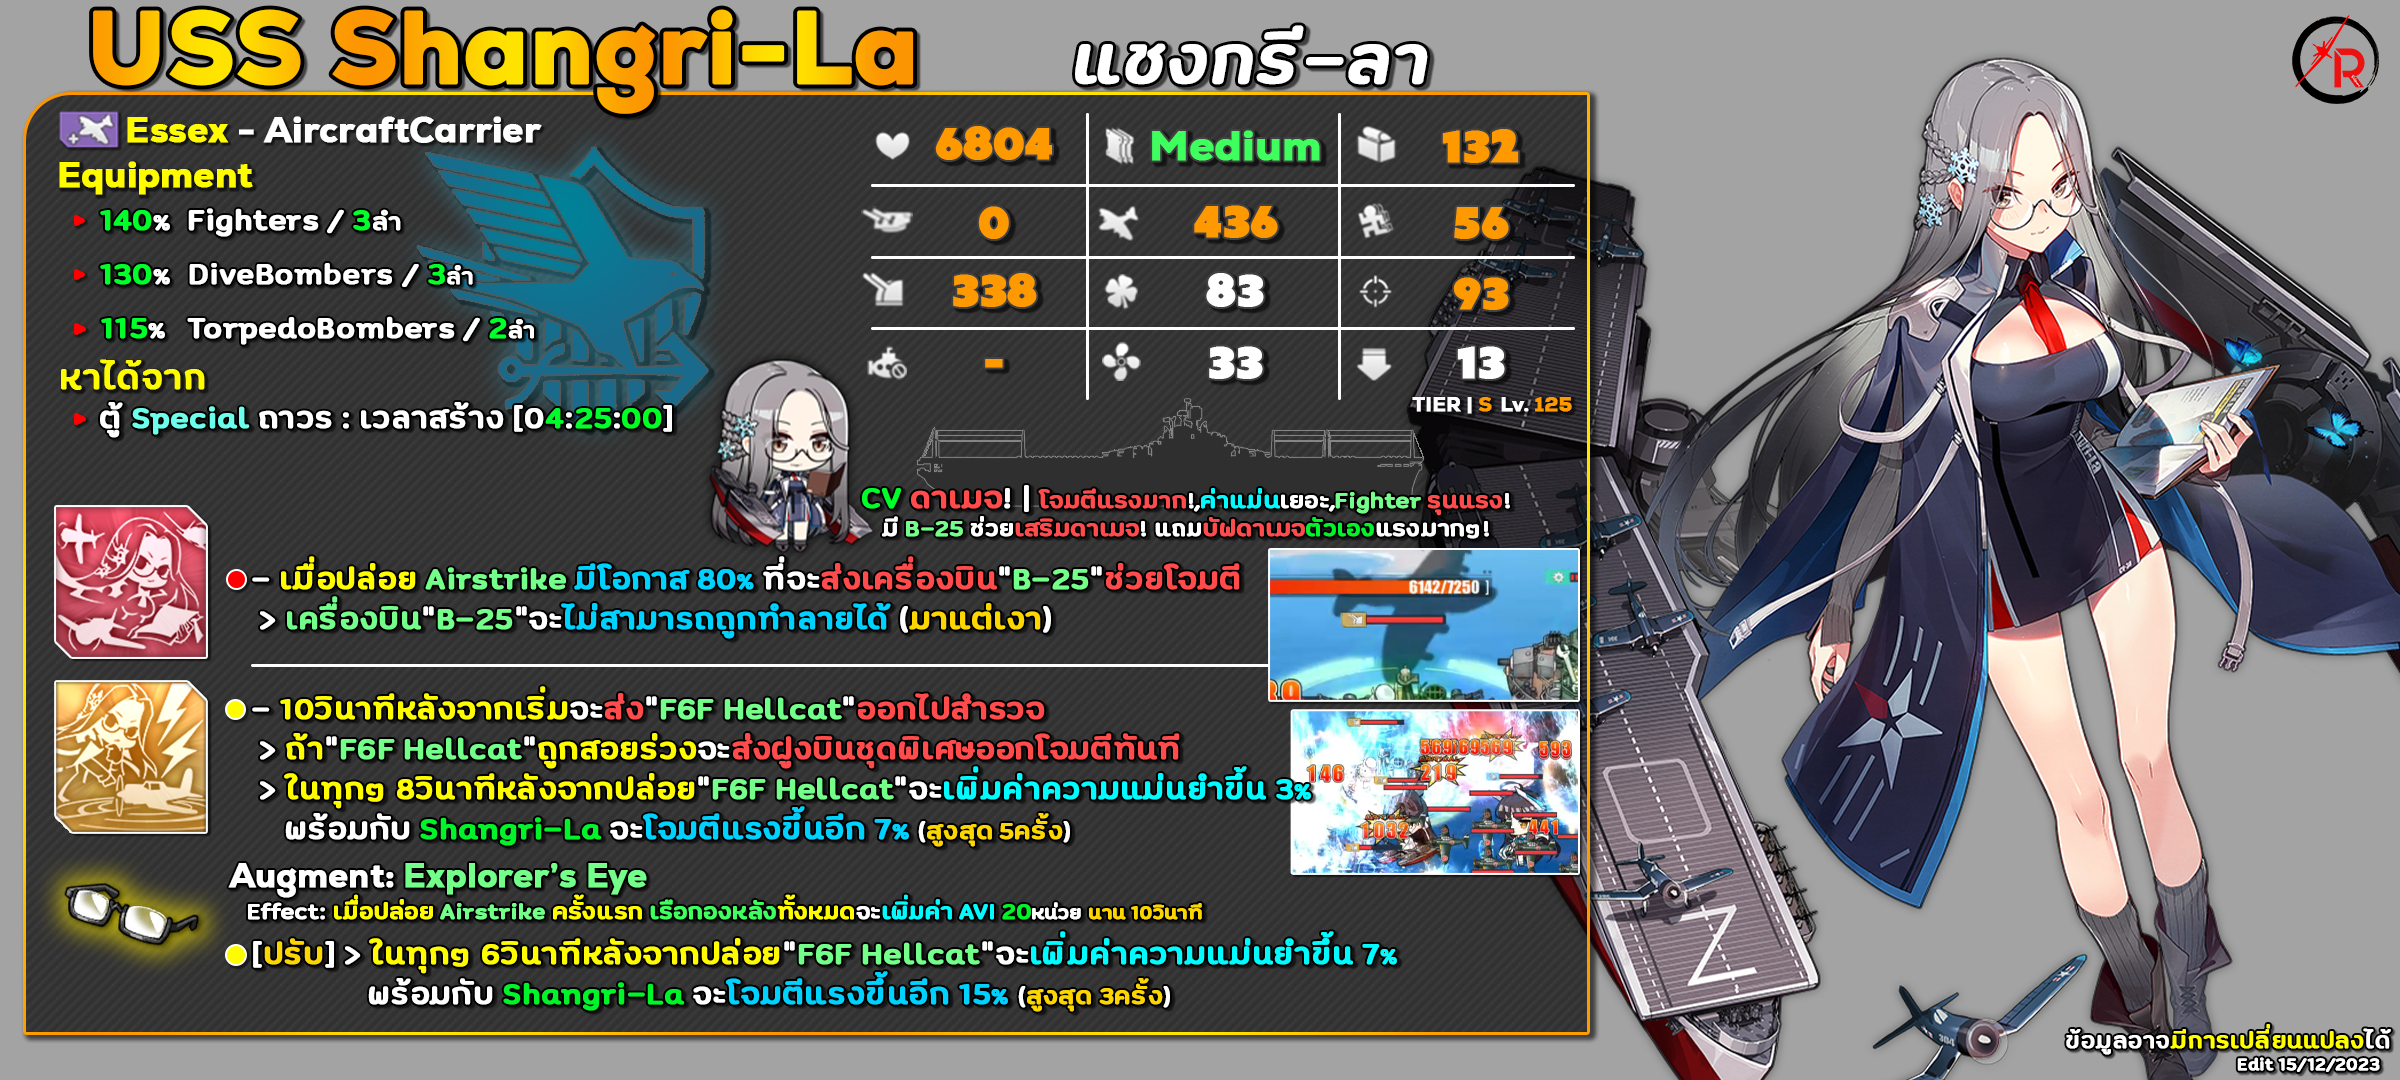 USS Shangri-La
แชงกรี-ลา
Essex - AircraftCarrier
Equipment
140% Fighters / 3ลำ
130% DiveBombers / 3ลำ
115% TorpedoBombers / 2ลำ
หาได้จาก
ตู้ Special ถาวร : เวลาสร้าง [04:25:00]
6804 Medium 132
0 436 56
338 83 93
- 33 13
TIER | S Lv. 125
CV ดาเมจ! | โจมตีแรงมาก!,ค่าแม่นเยอะ,Fighter รุนแรง!
มี B-25 ช่วยเสริมดาเมจ! แถมบัฟดาเมจตัวเองแรงมากๆ!
- เมื่อปล่อย Airstrike มีโอกาส 80% ที่จะส่งเครื่องบิน"B-25"ช่วยโจมตี
> เครื่องบิน"B-25"จะไม่สามารถถูกทำลายได้ (มาแต่เงา)
6142/7250
- 10วินาทีหลังจากเริ่มจะส่ง"F6F Hellcat"ออกไปสำรวจ
> ถ้า"F6F Hellcat"ถูกสอยร่วงจะส่งฝูงบินชุดพิเศษออกโจมตีทันที
> ในทุกๆ 8วินาทีหลังจากปล่อย"F6F Hellcat"จะเพิ่มค่าความแม่นยำขึ้น 3%
พร้อมกับ Shangri-La จะโจมตีแรงขึ้นอีก 7% (สูงสุด 5ครั้ง)
593
146
219
1032
441
Augment: Explorer's Eye
Effect: เมื่อปล่อย Airstrike ครั้งแรก เรือกองหลังทั้งหมดจะเพิ่มค่า AVI 20หน่วย นาน 10วินาที
[ปรับ] > ในทุกๆ 6วินาทีหลังจากปล่อย"F6F Hellcat"จะเพิ่มค่าความแม่นยำขึ้น 7%
พร้อมกับ Shangri-La จะโจมตีแรงขึ้นอีก 15% (สูงสุด 3ครั้ง)
ข้อมูลอาจมีการเปลี่ยนแปลงได้
Edit 15/12/2023